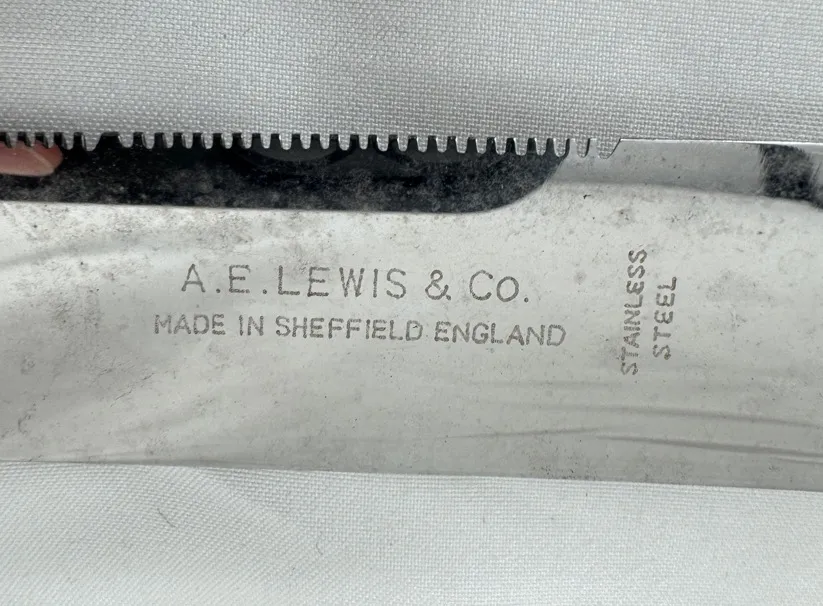 A.E.LEWIS & Co.
MADE IN SHEFFIELD ENGLAND
STAINLESS
STEEL